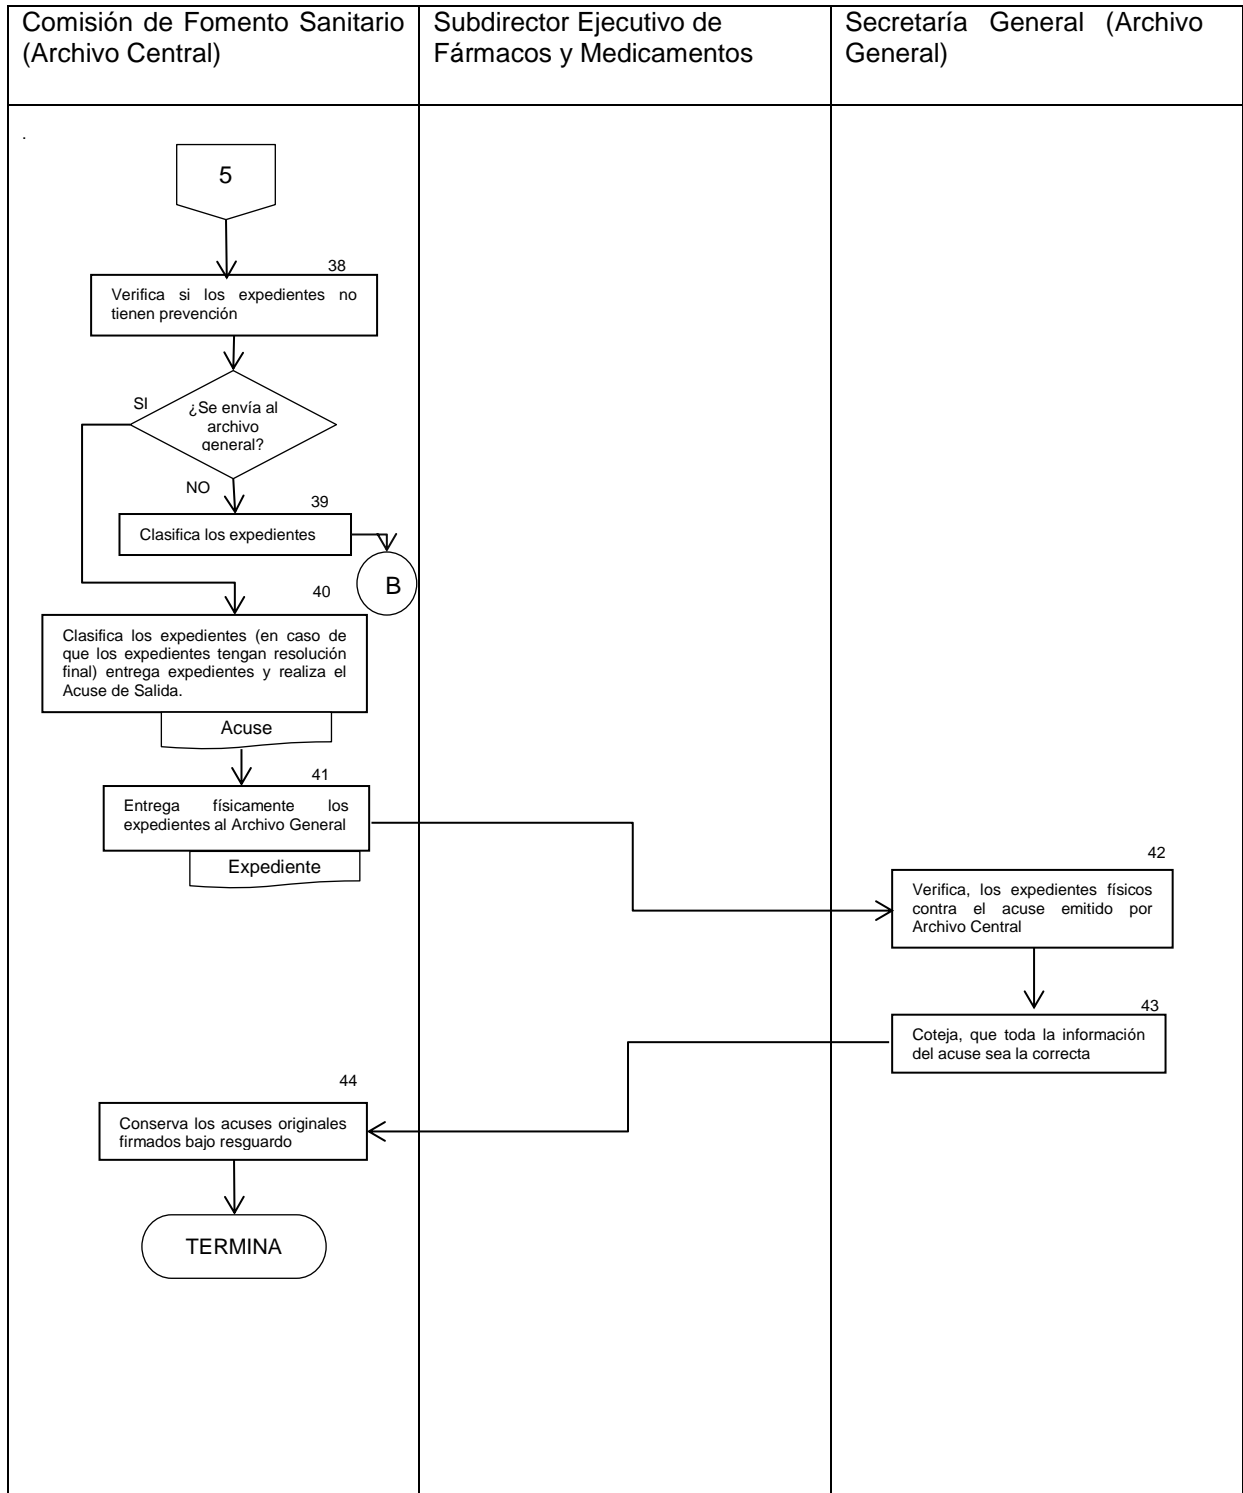 Comisión de Fomento Sanitario
(Archivo Central)
Subdirector Ejecutivo de
Fármacos y Medicamentos
Secretaría General (Archivo
General)
.
5
38
Verifica si los expedientes no
tienen prevención
SI
¿Se envía al
archivo
general?
NO
39
Clasifica los expedientes
B
40
Clasifica los expedientes (en caso de
que los expedientes tengan resolución
final) entrega expedientes y realiza el
Acuse de Salida.
Acuse
41
Entrega físicamente los
expedientes al Archivo General
Expediente
42
Verifica, los expedientes físicos
contra el acuse emitido por
Archivo Central
43
Coteja, que toda la información
del acuse sea la correcta
44
Conserva los acuses originales
firmados bajo resguardo
TERMINA